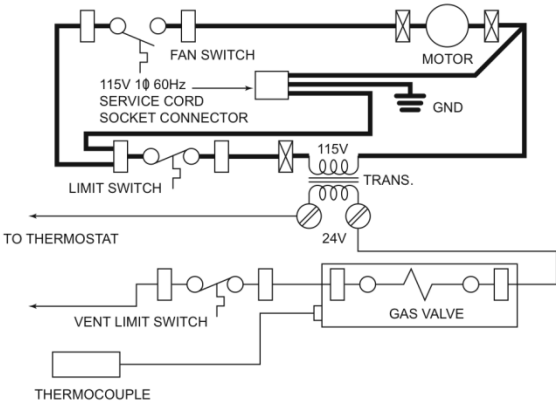 FAN SWITCH
MOTOR
115V 1ϕ 60Hz
SERVICE CORD
SOCKET CONNECTOR
GND
115V
LIMIT SWITCH
TRANS.
TO THERMOSTAT
24V
VENT LIMIT SWITCH
GAS VALVE
THERMOCOUPLE